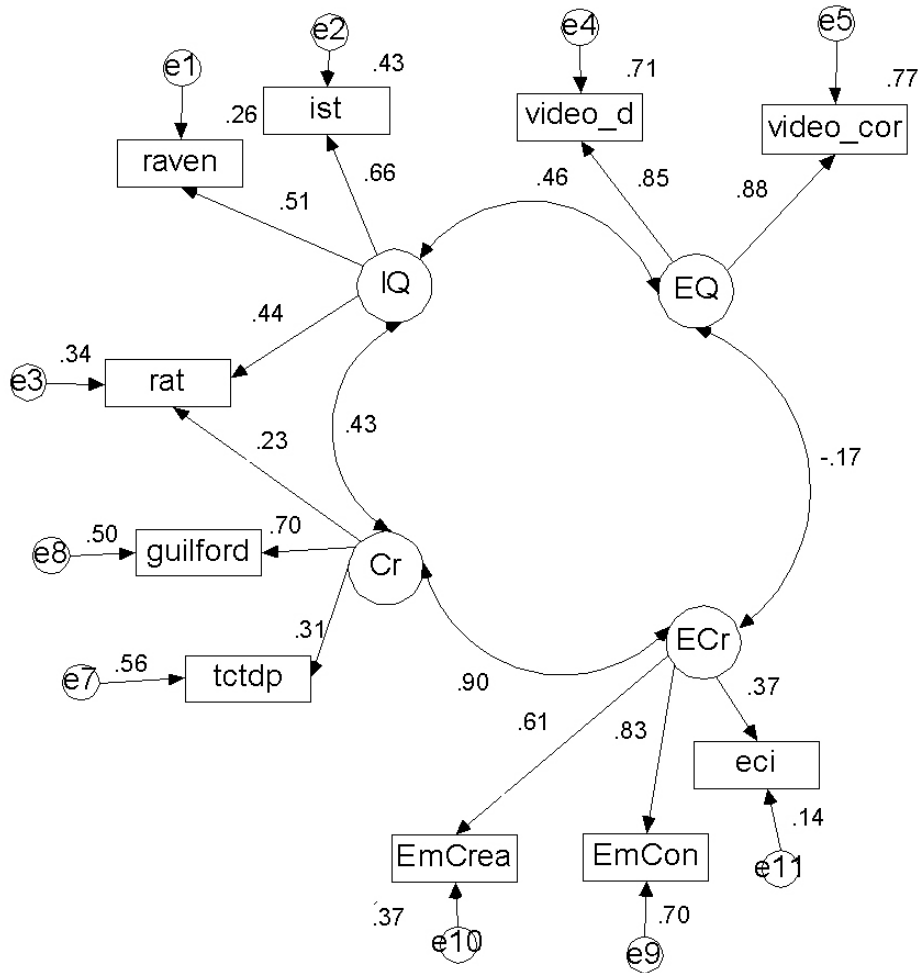 e2
e4
e5
e1
.43
.71
.77
.26
ist
video_d
video_cor
raven
.66
.46
.85
.88
.51
IQ
EQ
.44
.34
e3
rat
.43
.23
-.17
.50
.70
e8
guilford
Cr
.31
ECr
.56
e7
tctdp
.90
.37
.61
.83
eci
.14
EmCrea
EmCon
e11
.37
.70
e10
e9